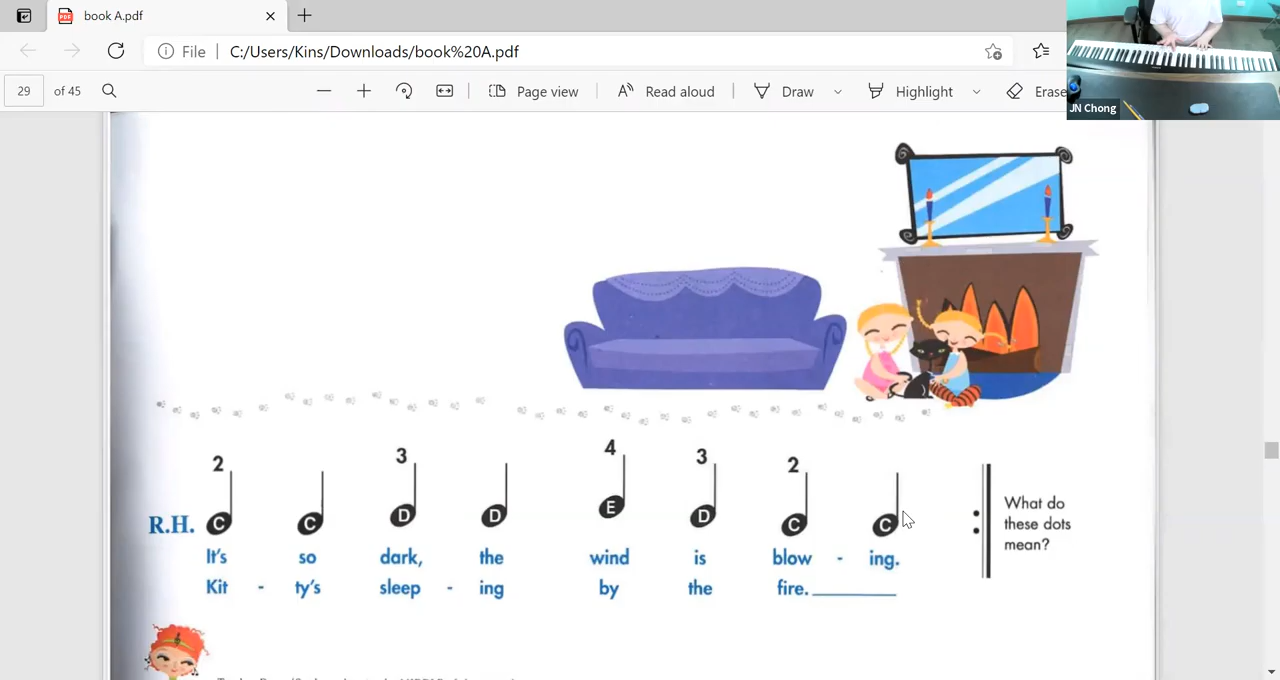 book A.pdf
File C:/Users/Kins/Downloads/book%20A.pdf
29 of 45 Page view Read aloud Draw Highlight Erase
JN Chong
2 3 4 3 2
R.H. C C D D E D C C
What do
these dots
mean?
It's so dark, the wind is blow - ing.
Kit - ty's sleep - ing by the fire.